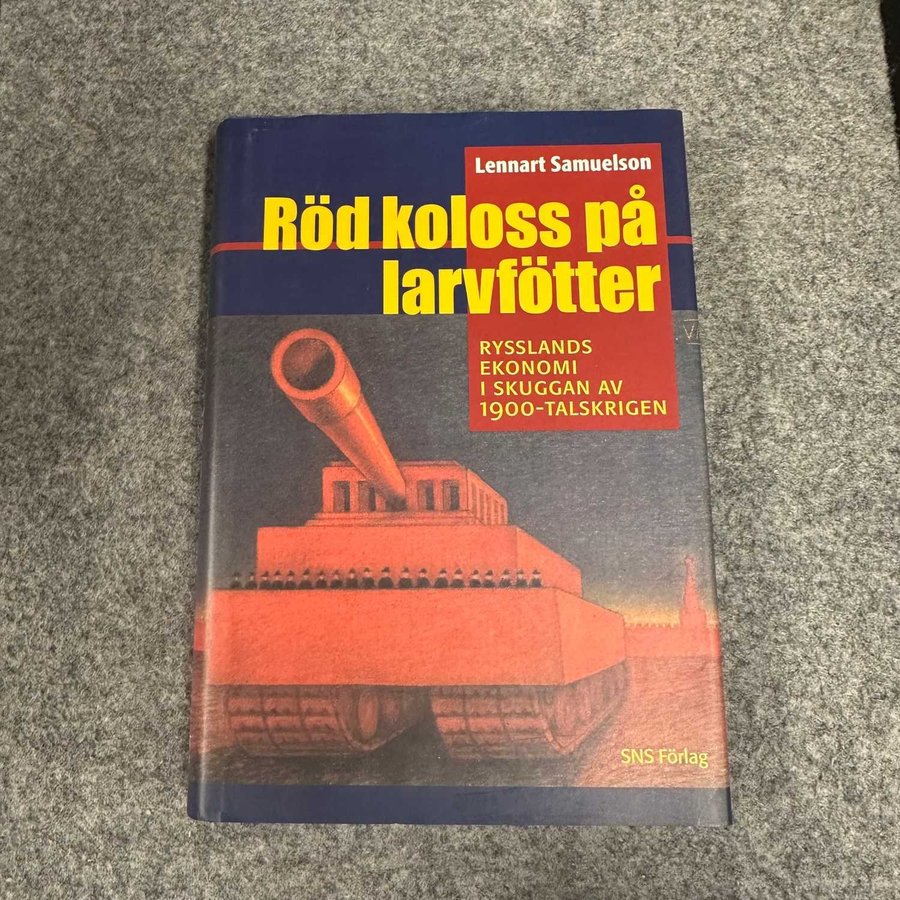 Lennart Samuelson
Röd koloss på
larvfötter
RYSSLANDS
EKONOMI
I SKUGGAN AV
1900-TALSKRIGEN
SNS Förlag